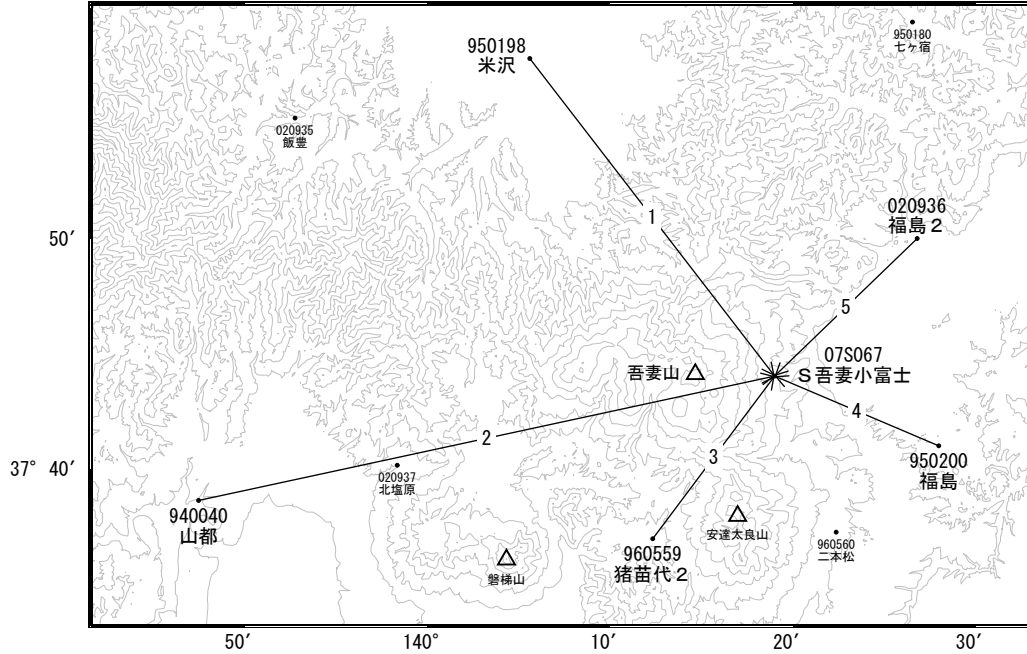 950180
七ヶ宿
950198
米沢
020935
飯豊
020936
福島2
1
50′
5
07S067
S吾妻小富士
吾妻山
4
2
3
950200
福島
37° 40′
020937
北塩原
940040
山都
安達太良山
960560
二本松
960559
猪苗代2
磐梯山
50′
140°
10′
20′
30′